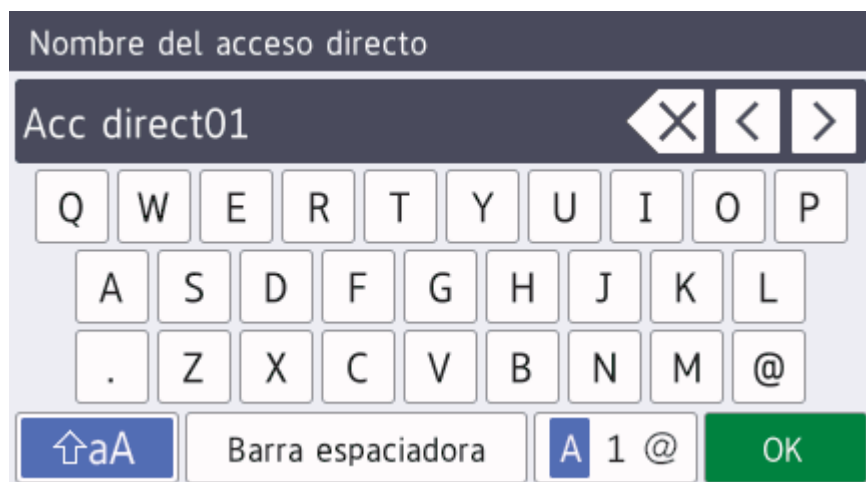 Nombre del acceso directo
Acc direct01
Q W E R T Y U I O P
A S D F G H J K L
. Z X C V B N M @
aA Barra espaciadora A 1 @ OK